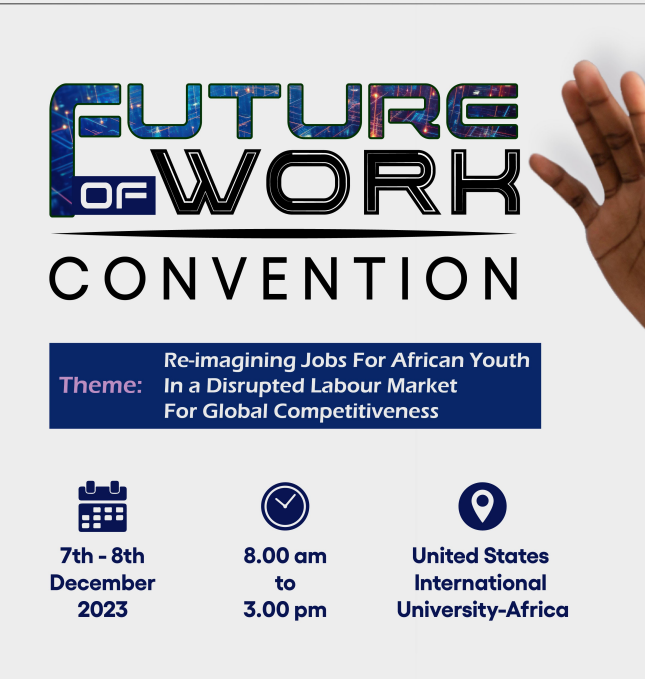 FUTURE
OF WORK
CONVENTION
Theme: Re-imagining Jobs For African Youth
In a Disrupted Labour Market
For Global Competitiveness
7th - 8th
December
2023
8.00 am
to
3.00 pm
United States
International
University-Africa